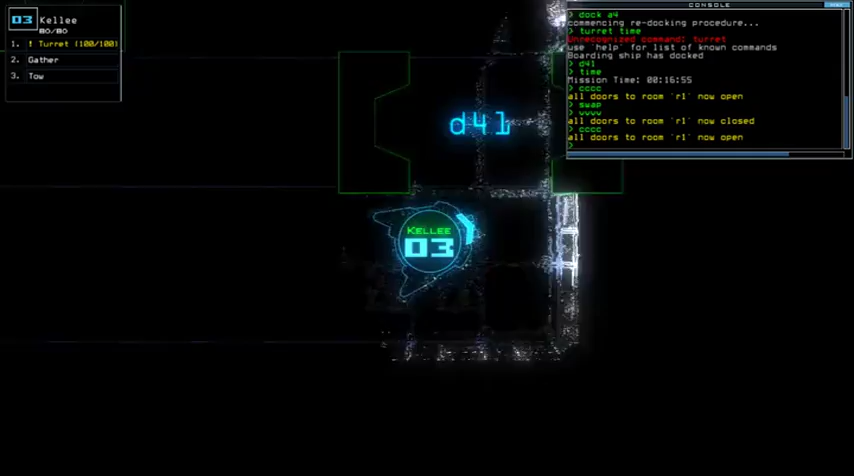 03 Kellee
80/80
1. ! Turret (100/100)
2. Gather
3. Tow
CONSOLE
> dock a4
commencing re-docking procedure...
> turret time
Unrecognized command: turret
use `help` for list of known commands
Boarding ship has docked
> d41
> time
Mission Time: 00:16:55
> cccc
all doors to room `r1` now open
> swap
> vvvv
all doors to room `r1` now closed
> cccc
all doors to room `r1` now open
>
d41
KELLEE
03